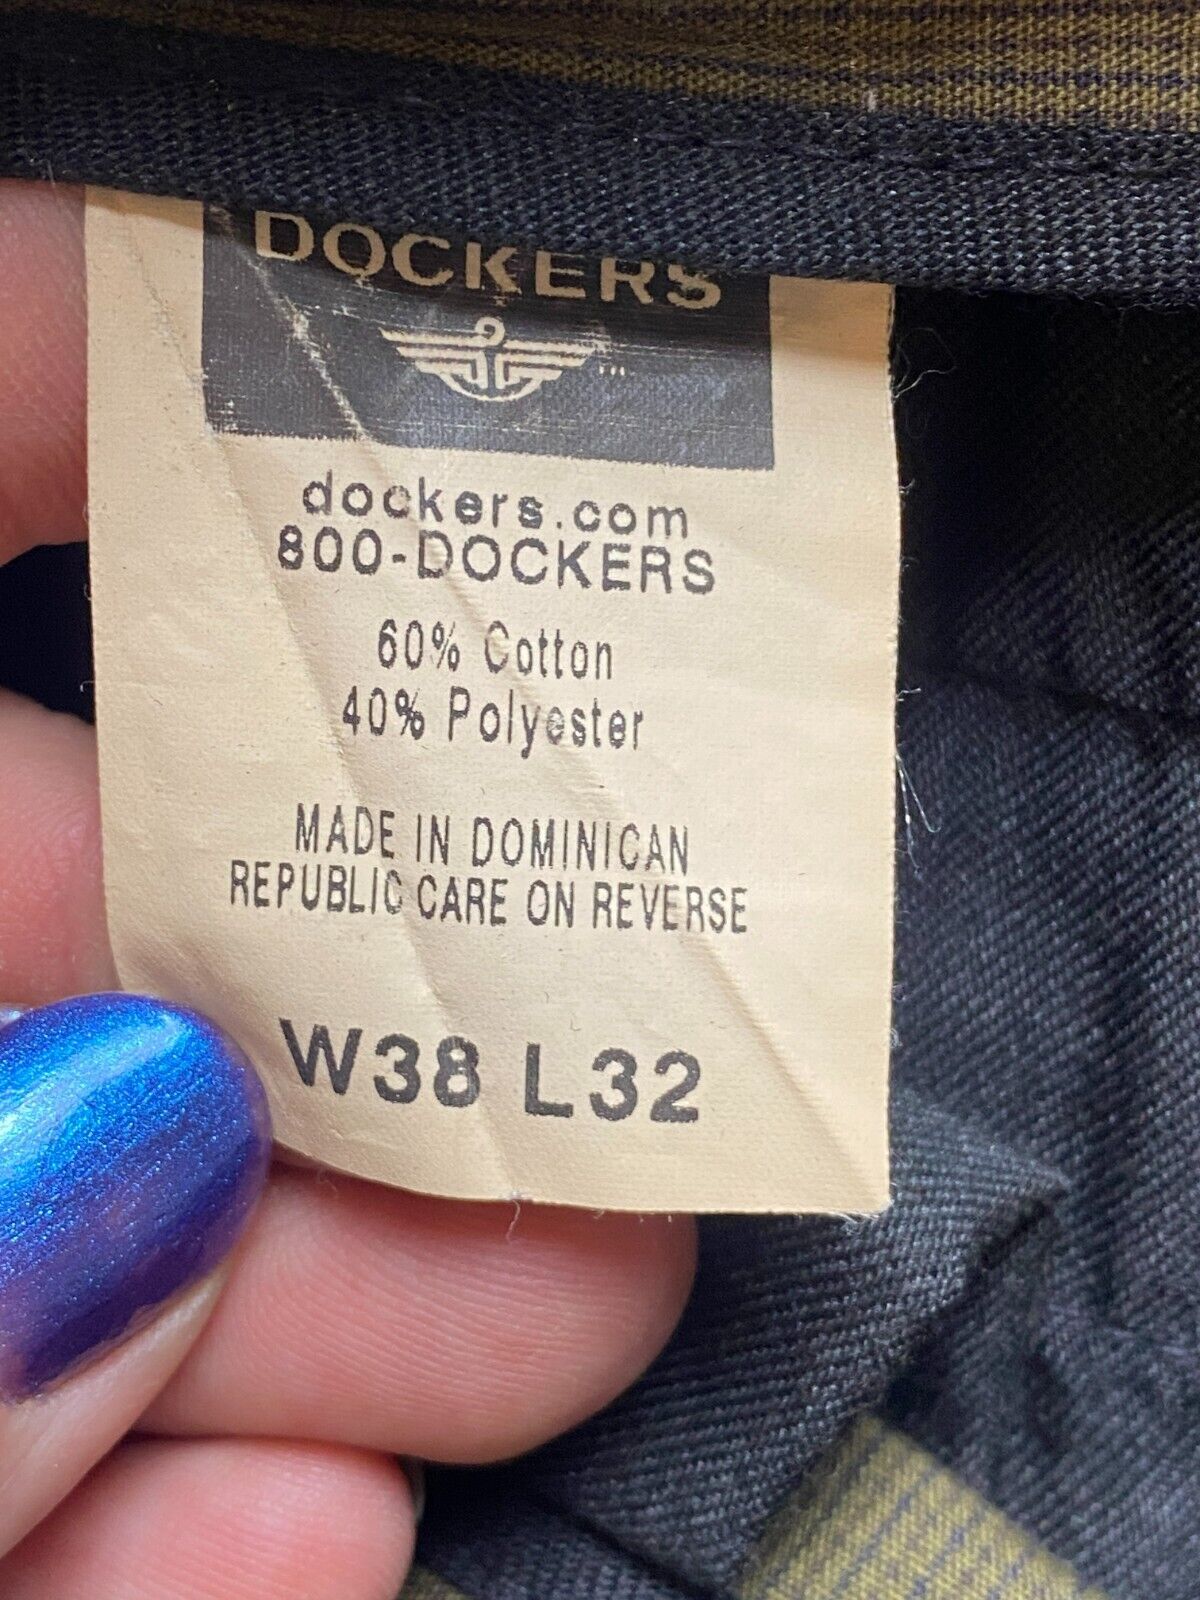 DOCKERS
dockers.com
800-DOCKERS
60% Cotton
40% Polyester
MADE IN DOMINICAN
REPUBLIC CARE ON REVERSE
W38 L32